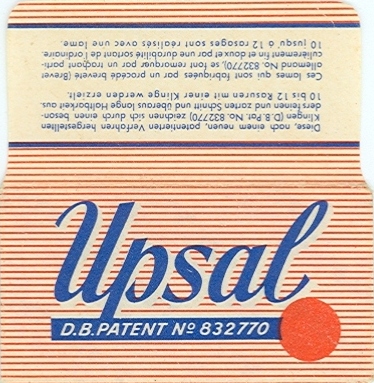 Diese, nach einem neuen, patentierten Verfahren hergestellten
Klingen (D.B. Pat. No. 832770) zeichnen sich durch einen beson-
ders feinen und zarten Schnitt und überaus lange Haltbarkeit aus.
10 bis 12 Rasuren mit einer Klinge werden erzielt.
Ces lames qui sont fabriquées par un procédé breveté (Brevet
allemand No. 832770), se font remarquer par un tranchant parti-
culièrement fin et doux et par une durabilité sortant de l'ordinaire.
10 jusqu'à 12 rasages sont réalisés avec une lame.
Upsal
D.B. PATENT No 832770